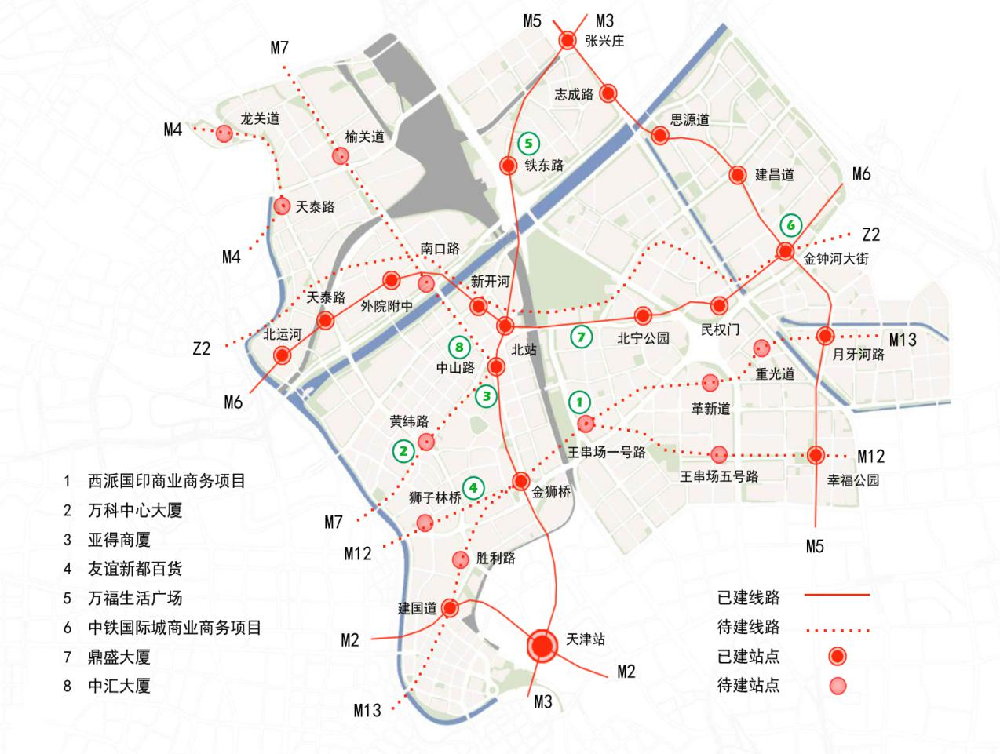 M5
M3
张兴庄
M7
志成路
龙关道
M4
榆关道
思源道
5
铁东路
建昌道
M6
天泰路
6
Z2
M4
南口路
金钟河大街
新开河
天泰路
外院附中
北运河
民权门
Z2
北站
7
北宁公园
M13
8
中山路
月牙河路
重光道
M6
3
1
革新道
黄纬路
2
王串场一号路
M12
王串场五号路
幸福公园
1 西派国印商业商务项目
4
狮子林桥
金狮桥
2 万科中心大厦
M7
3 亚得商厦
M12
M5
胜利路
4 友谊新都百货
5 万福生活广场
已建线路
建国道
6 中铁国际城商业商务项目
待建线路
M2
天津站
7 鼎盛大厦
已建站点
M2
8 中汇大厦
待建站点
M13
M3